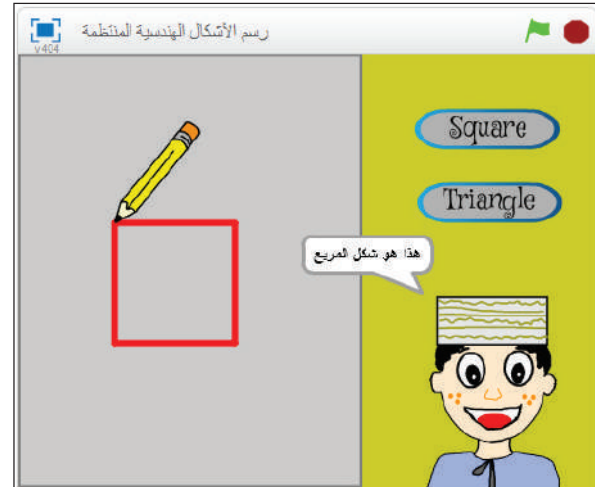 رسم الأشكال الهندسية المنتظمة
v404
Square
Triangle
هذا هو شكل المربع